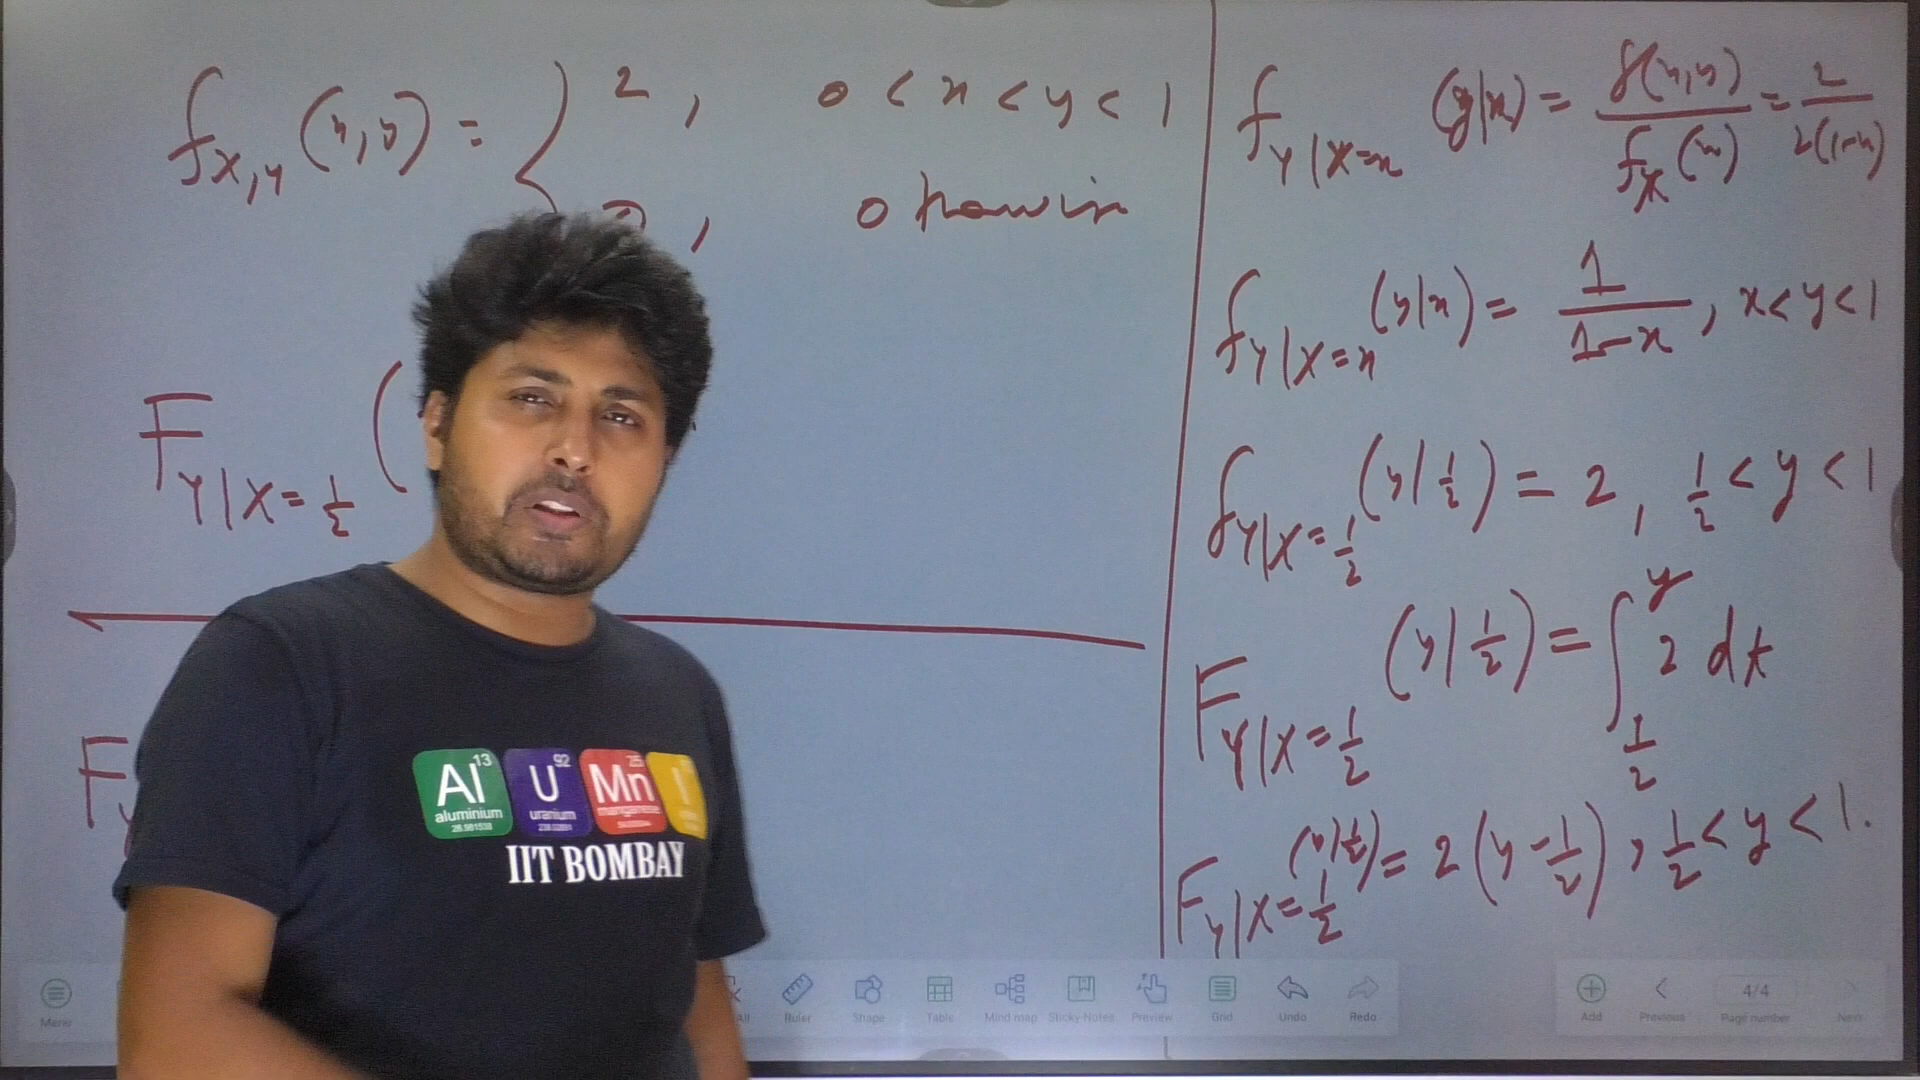 f_{X,Y}(x,y) = { 2 , 0 < x < y < 1
0 , otherwise
F_{Y|X=1/2} (
F
f_{Y|X=x} (y|x) = f(x,y) / f_X(x) = 2 / 2(1-x)
f_{Y|X=x} (y|x) = 1 / 1-x , x < y < 1
f_{Y|X=1/2} (y|1/2) = 2 , 1/2 < y < 1
F_{Y|X=1/2} (y|1/2) = ∫_{1/2}^{y} 2 dt
F_{Y|X=1/2} (y|1/2) = 2 (y - 1/2) , 1/2 < y < 1.
13 92 25
Al U Mn I
aluminium uranium manganese
IIT BOMBAY
Menu All Ruler Shape Table Mind map Sticky-Notes Preview Grid Undo Redo Add Previous 4/4 Page number Next